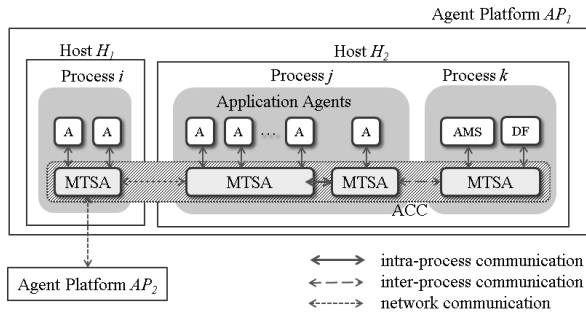 Agent Platform AP1
Host H1
Host H2
Process i
Process j
Process k
Application Agents
A A A A ... A A AMS DF
MTSA MTSA MTSA MTSA
ACC
Agent Platform AP2
intra-process communication
inter-process communication
network communication